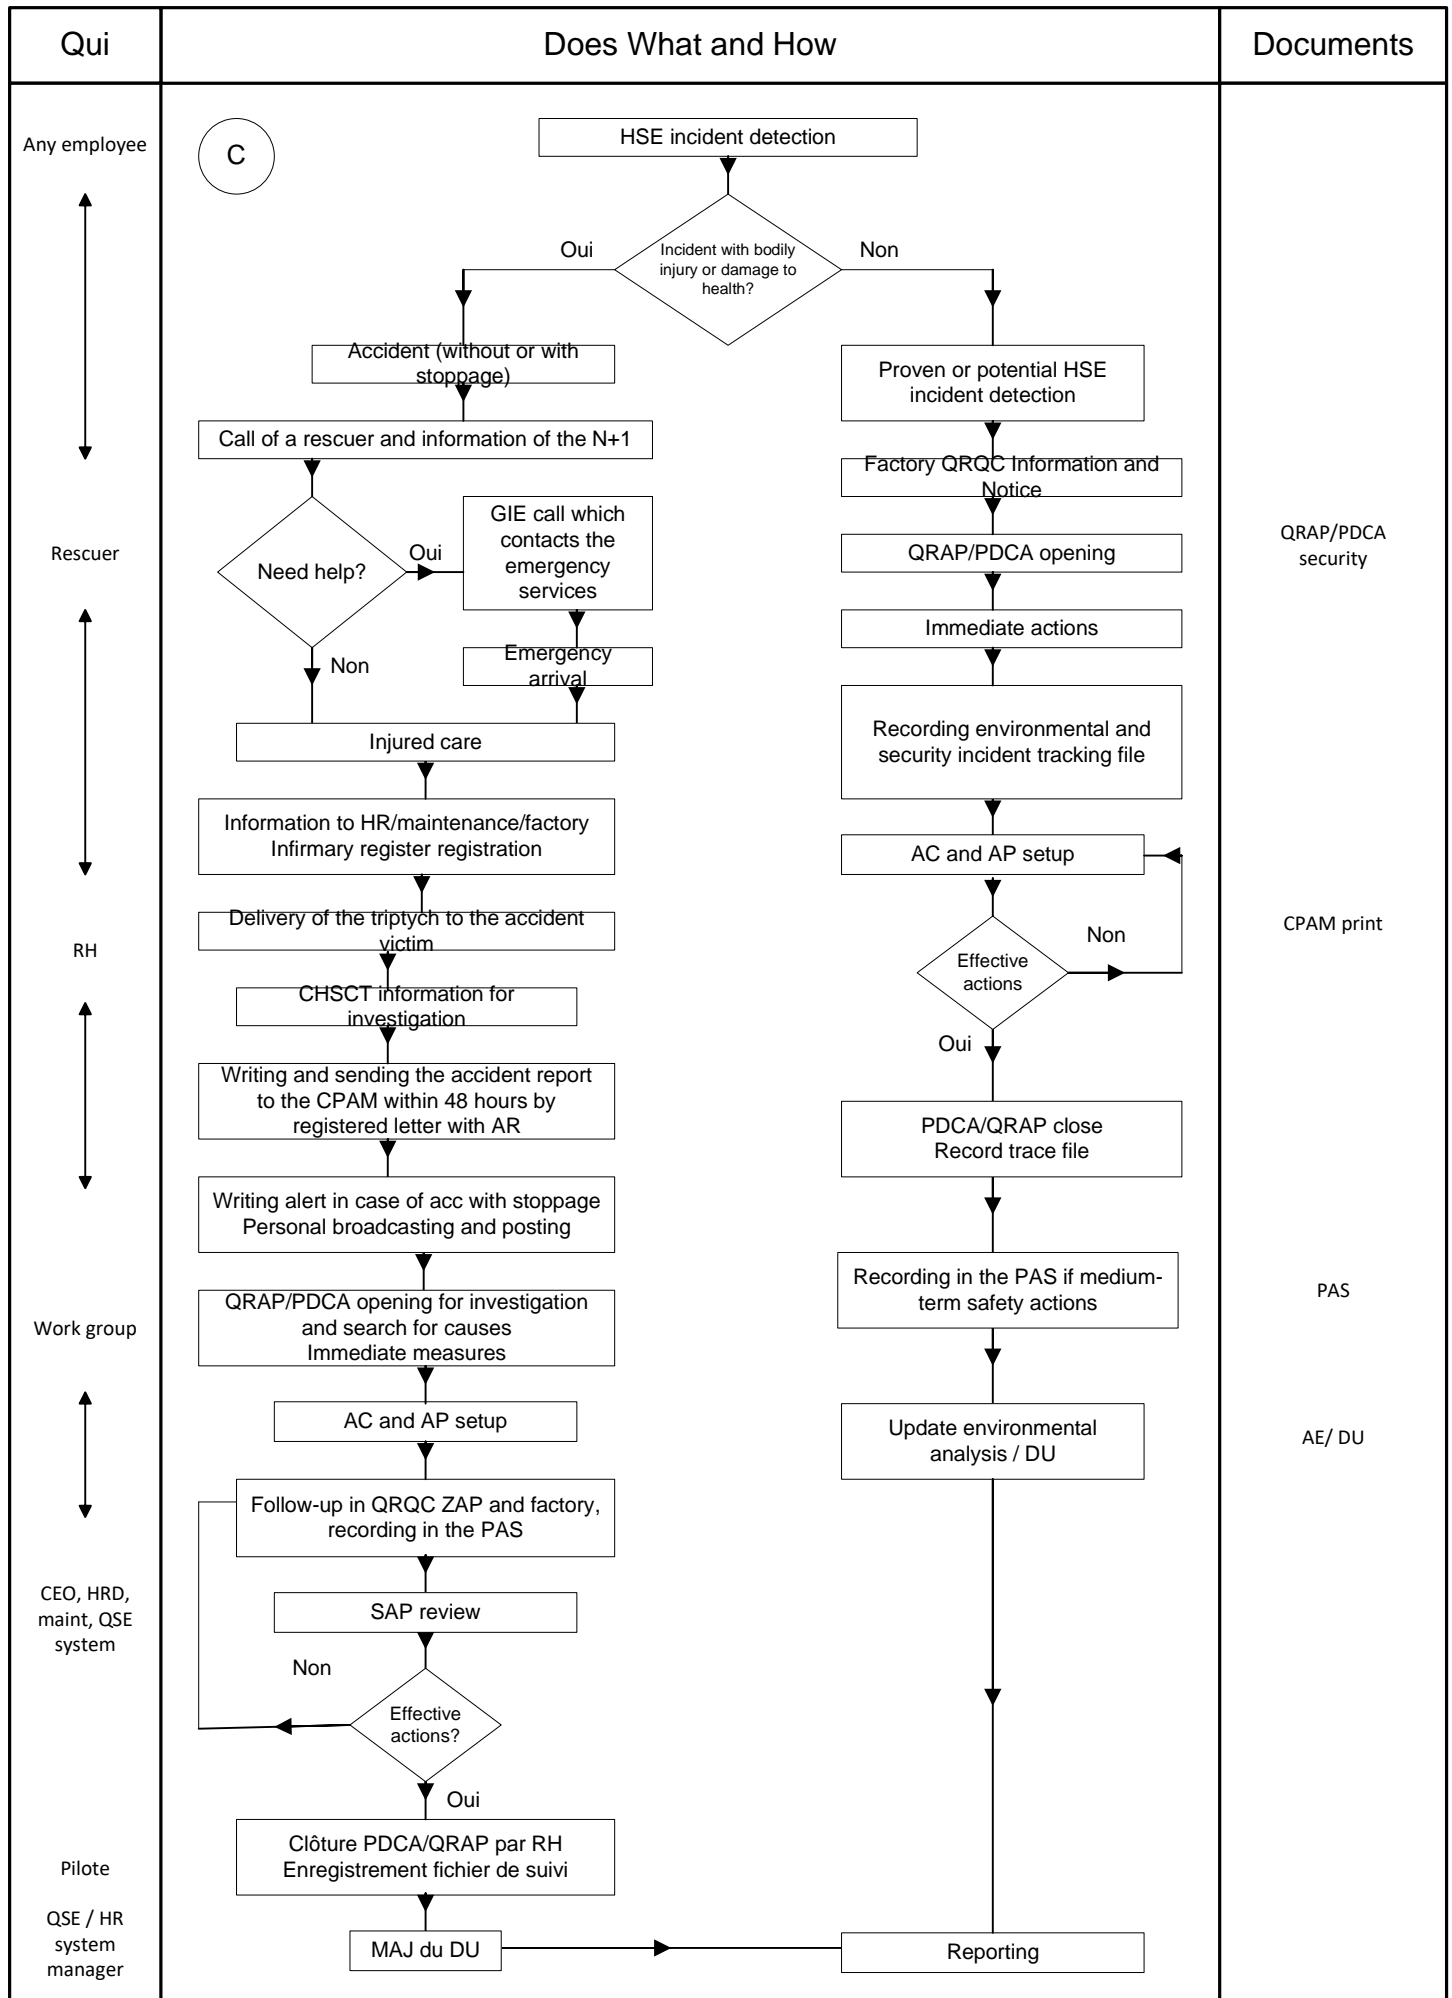 Qui
Does What and How
Documents
Any employee
C
HSE incident detection
Incident with bodily
injury or damage to
health?
Oui
Non
Accident (without or with
stoppage)
Proven or potential HSE
incident detection
Call of a rescuer and information of the N+1
Factory QRQC Information and
Notice
Rescuer
Need help?
Oui
GIE call which
contacts the
emergency
services
QRAP/PDCA opening
QRAP/PDCA
security
Immediate actions
Non
Emergency
arrival
Injured care
Recording environmental and
security incident tracking file
Information to HR/maintenance/factory
Infirmary register registration
AC and AP setup
Delivery of the triptych to the accident
victim
RH
Effective
actions
Non
CPAM print
CHSCT information for
investigation
Oui
Writing and sending the accident report
to the CPAM within 48 hours by
registered letter with AR
PDCA/QRAP close
Record trace file
Writing alert in case of acc with stoppage
Personal broadcasting and posting
Recording in the PAS if medium-
term safety actions
PAS
Work group
QRAP/PDCA opening for investigation
and search for causes
Immediate measures
AC and AP setup
Update environmental
analysis / DU
AE/ DU
Follow-up in QRQC ZAP and factory,
recording in the PAS
CEO, HRD,
maint, QSE
system
SAP review
Non
Effective
actions?
Oui
Clôture PDCA/QRAP par RH
Enregistrement fichier de suivi
Pilote
QSE / HR
system
manager
MAJ du DU
Reporting